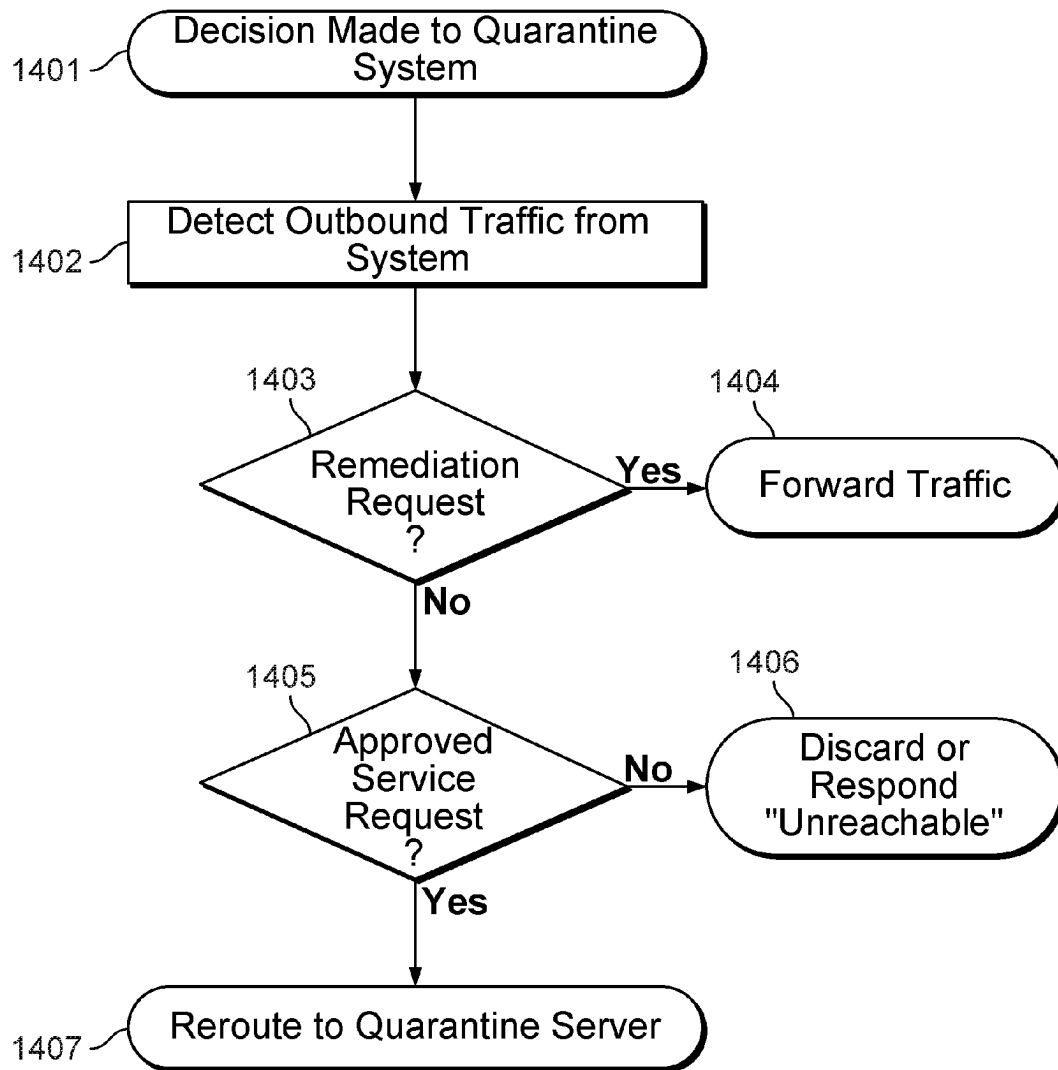 Decision Made to Quarantine
System
1401
Detect Outbound Traffic from
System
1402
1403
Remediation
Request
?
Yes
1404
Forward Traffic
No
1405
Approved
Service
Request
?
No
1406
Discard or
Respond
"Unreachable"
Yes
Reroute to Quarantine Server
1407